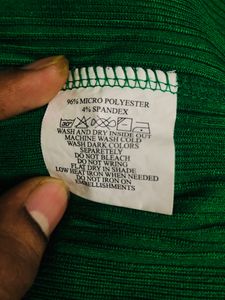 96% MICRO POLYESTER
4% SPANDEX
30°
WASH AND DRY INSIDE OUT
MACHINE WASH COLD
WASH DARK COLORS
SEPARETELY
DO NOT BLEACH
DO NOT WRING
FLAT DRY IN SHADE
LOW HEAT IRON WHEN NEEDED
DO NOT IRON ON
EMBELLISHMENTS